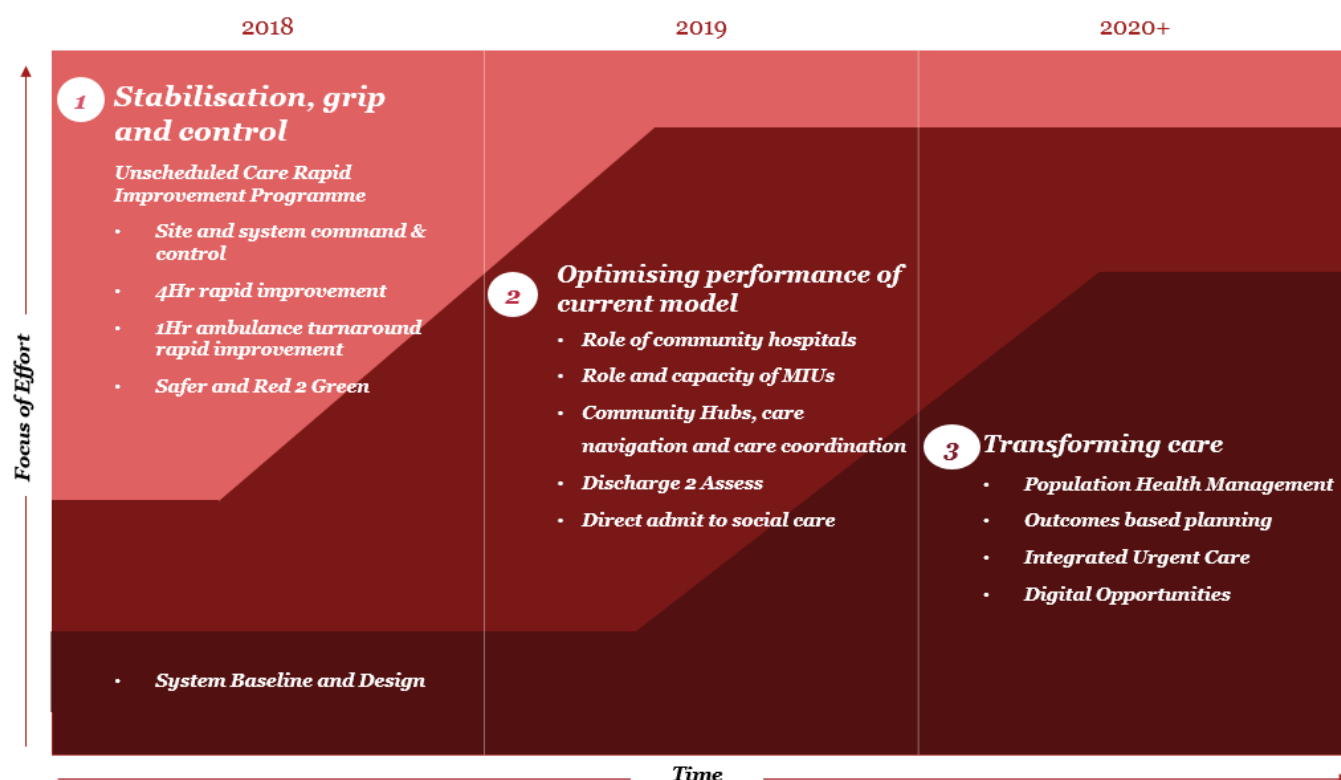 2018
2019
2020+
Focus of Effort
1
Stabilisation, grip
and control
Unscheduled Care Rapid
Improvement Programme
• Site and system command &
control
• 4Hr rapid improvement
• 1Hr ambulance turnaround
rapid improvement
• Safer and Red 2 Green
• System Baseline and Design
2
Optimising performance of
current model
• Role of community hospitals
• Role and capacity of MIUs
• Community Hubs, care
navigation and care coordination
• Discharge 2 Assess
• Direct admit to social care
3
Transforming care
• Population Health Management
• Outcomes based planning
• Integrated Urgent Care
• Digital Opportunities
Time